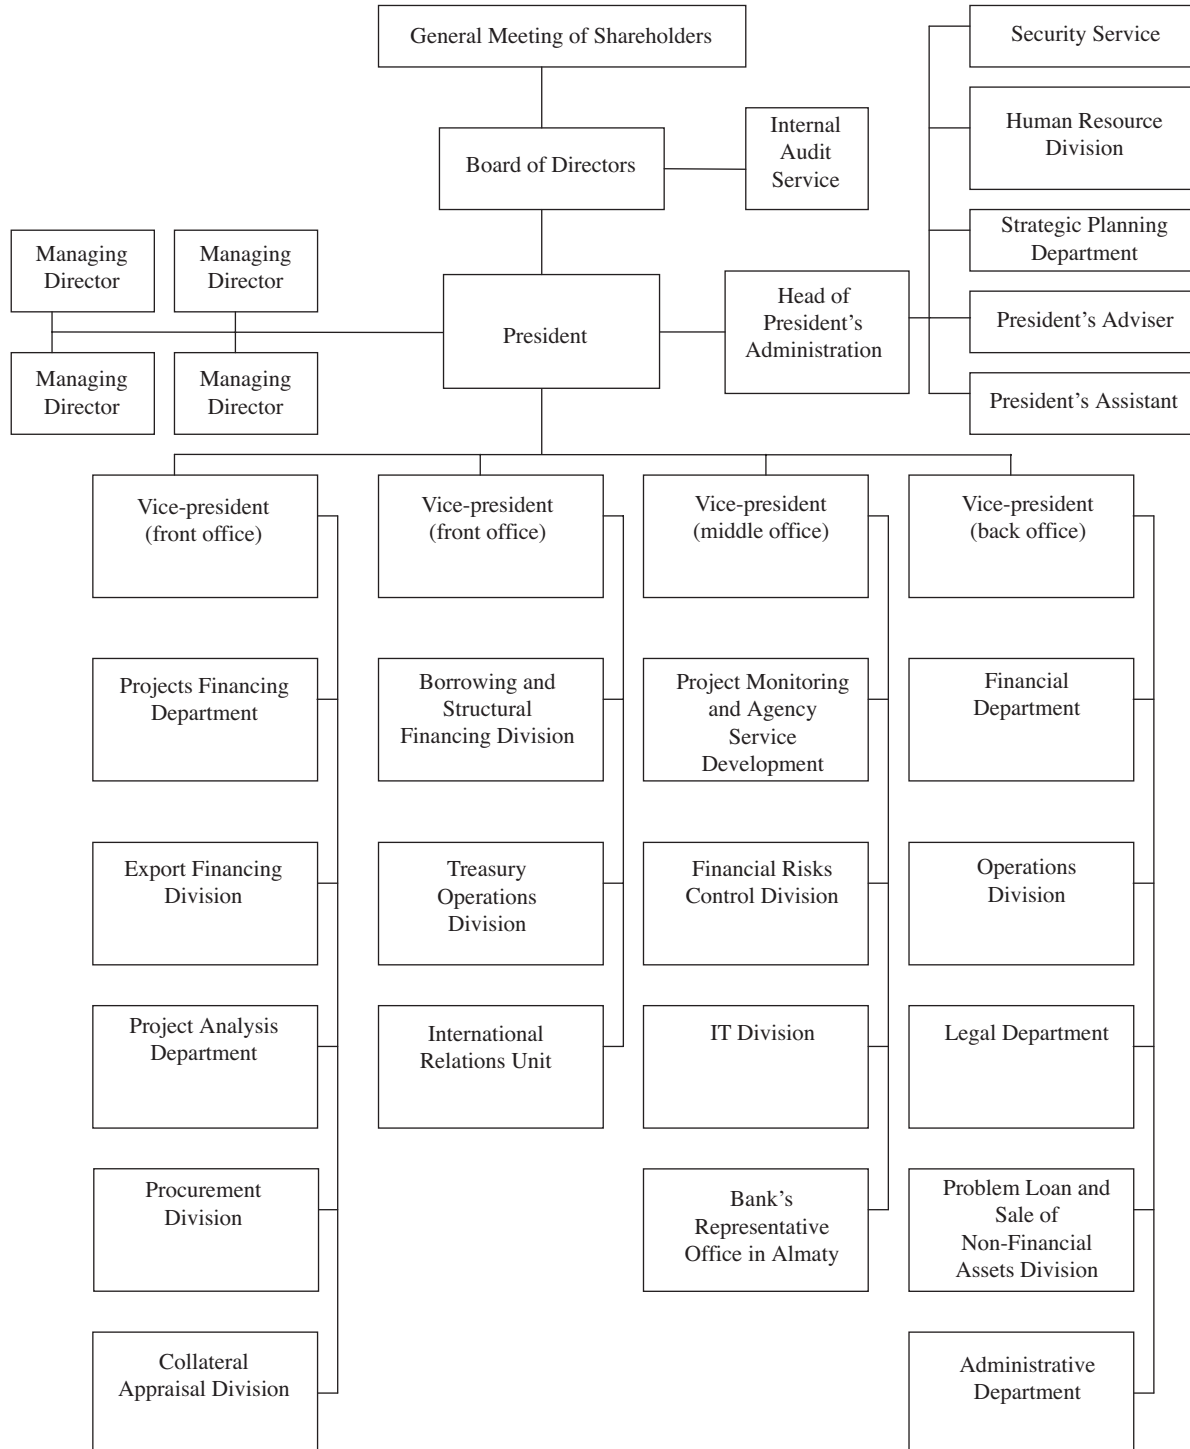 General Meeting of Shareholders
Security Service
Internal
Audit
Service
Human Resource
Division
Board of Directors
Strategic Planning
Department
Managing
Director
Managing
Director
President
Head of
President’s
Administration
President’s Adviser
Managing
Director
Managing
Director
President’s Assistant
Vice-president
(front office)
Vice-president
(front office)
Vice-president
(middle office)
Vice-president
(back office)
Projects Financing
Department
Borrowing and
Structural
Financing Division
Project Monitoring
and Agency
Service
Development
Financial
Department
Export Financing
Division
Treasury
Operations
Division
Financial Risks
Control Division
Operations
Division
Project Analysis
Department
International
Relations Unit
IT Division
Legal Department
Procurement
Division
Bank’s
Representative
Office in Almaty
Problem Loan and
Sale of
Non-Financial
Assets Division
Collateral
Appraisal Division
Administrative
Department